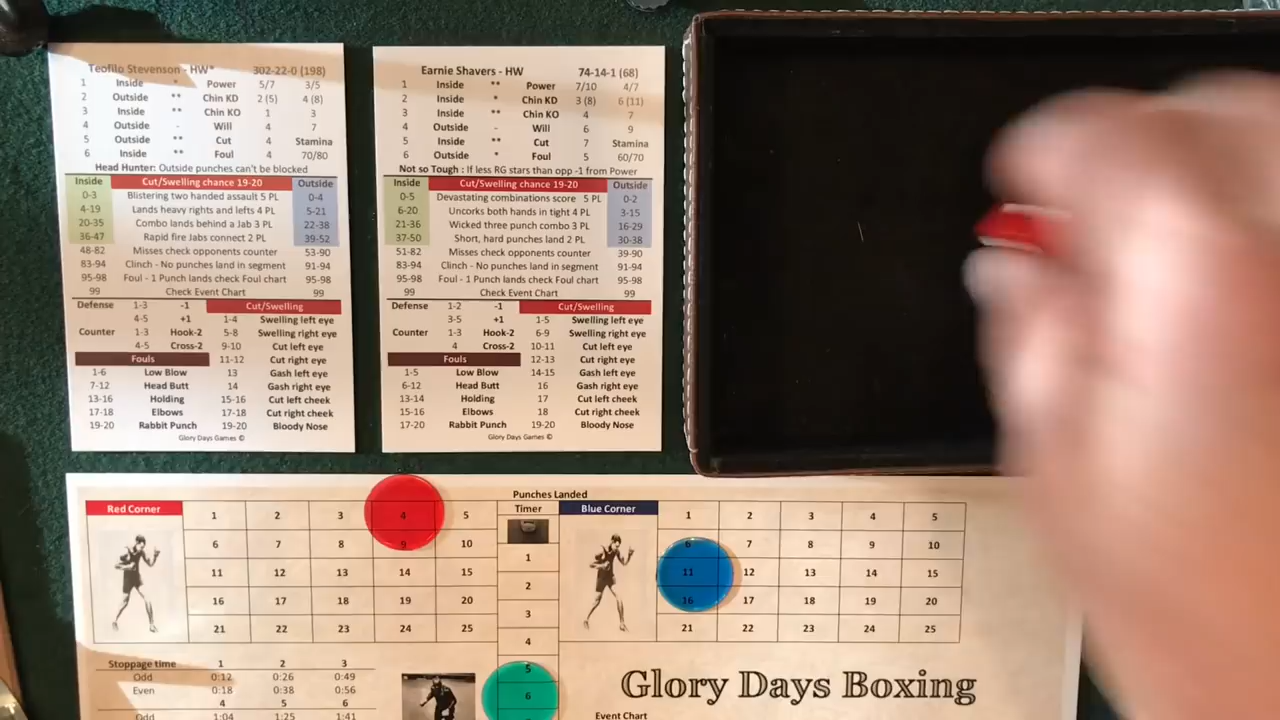 Teofilo Stevenson - HW* 302-22-0 (198)
1 Inside * Power 5/7 3/5
2 Outside ** Chin KD 2 (5) 4 (8)
3 Inside ** Chin KO 1 3
4 Outside - Will 4 7
5 Outside ** Cut 4 Stamina
6 Inside ** Foul 4 70/80
Head Hunter: Outside punches can't be blocked
Inside Cut/Swelling chance 19-20 Outside
0-3 Blistering two handed assault 5 PL 0-4
4-19 Lands heavy rights and lefts 4 PL 5-21
20-35 Combo lands behind a Jab 3 PL 22-38
36-47 Rapid fire Jabs connect 2 PL 39-52
48-82 Misses check opponents counter 53-90
83-94 Clinch - No punches land in segment 91-94
95-98 Foul - 1 Punch lands check Foul chart 95-98
99 Check Event Chart 99
Defense 1-3 -1 Cut/Swelling
4-5 +1 1-4 Swelling left eye
Counter 1-3 Hook-2 5-8 Swelling right eye
4-5 Cross-2 9-10 Cut left eye
Fouls 11-12 Cut right eye
1-6 Low Blow 13 Gash left eye
7-12 Head Butt 14 Gash right eye
13-16 Holding 15-16 Cut left cheek
17-18 Elbows 17-18 Cut right cheek
19-20 Rabbit Punch 19-20 Bloody Nose
Glory Days Games ©
Earnie Shavers - HW 74-14-1 (68)
1 Inside ** Power 7/10 4/7
2 Inside * Chin KD 3 (8) 6 (11)
3 Inside ** Chin KO 4 7
4 Outside - Will 6 9
5 Inside ** Cut 7 Stamina
6 Outside * Foul 5 60/70
Not so Tough : If less RG stars than opp -1 from Power
Inside Cut/Swelling chance 19-20 Outside
0-5 Devastating combinations score 5 PL 0-2
6-20 Uncorks both hands in tight 4 PL 3-15
21-36 Wicked three punch combo 3 PL 16-29
37-50 Short, hard punches land 2 PL 30-38
51-82 Misses check opponents counter 39-90
83-94 Clinch - No punches land in segment 91-94
95-98 Foul - 1 Punch lands check Foul chart 95-98
99 Check Event Chart 99
Defense 1-2 -1 Cut/Swelling
3-5 +1 1-5 Swelling left eye
Counter 1-3 Hook-2 6-9 Swelling right eye
4 Cross-2 10-11 Cut left eye
Fouls 12-13 Cut right eye
1-5 Low Blow 14-15 Gash left eye
6-12 Head Butt 16 Gash right eye
13-14 Holding 17 Cut left cheek
15-16 Elbows 18 Cut right cheek
17-20 Rabbit Punch 19-20 Bloody Nose
Glory Days Games ©
Punches Landed
Red Corner 1 2 3 4 5 Timer Blue Corner 1 2 3 4 5
6 7 8 9 10 6 7 8 9 10
11 12 13 14 15 1 11 12 13 14 15
16 17 18 19 20 2 16 17 18 19 20
21 22 23 24 25 3 21 22 23 24 25
4
5
6
Stoppage time 1 2 3
Odd 0:12 0:26 0:49
Even 0:18 0:38 0:56
4 5 6
Odd 1:04 1:25 1:41
Glory Days Boxing
Event Chart